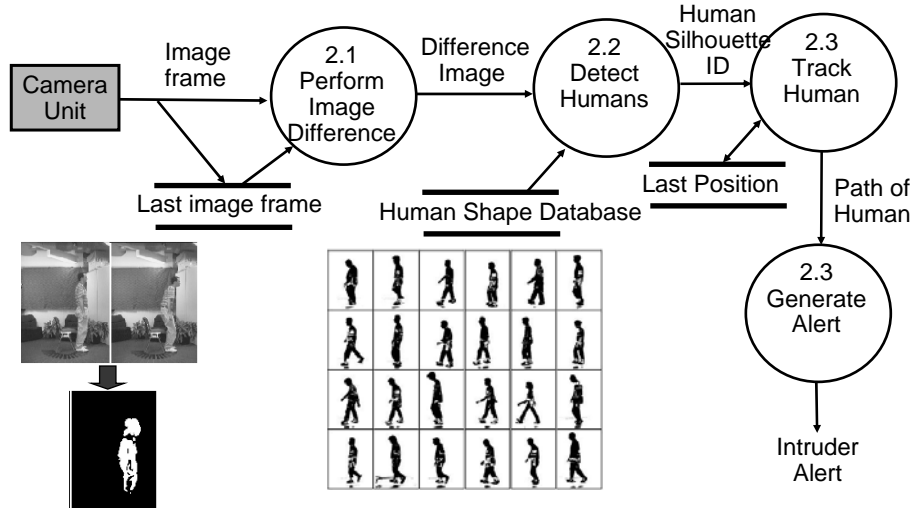 Camera
Unit
Image
frame
2.1
Perform
Image
Difference
Difference
Image
2.2
Detect
Humans
Human
Silhouette
ID
2.3
Track
Human
Last image frame
Human Shape Database
Last Position
Path of
Human
2.3
Generate
Alert
Intruder
Alert